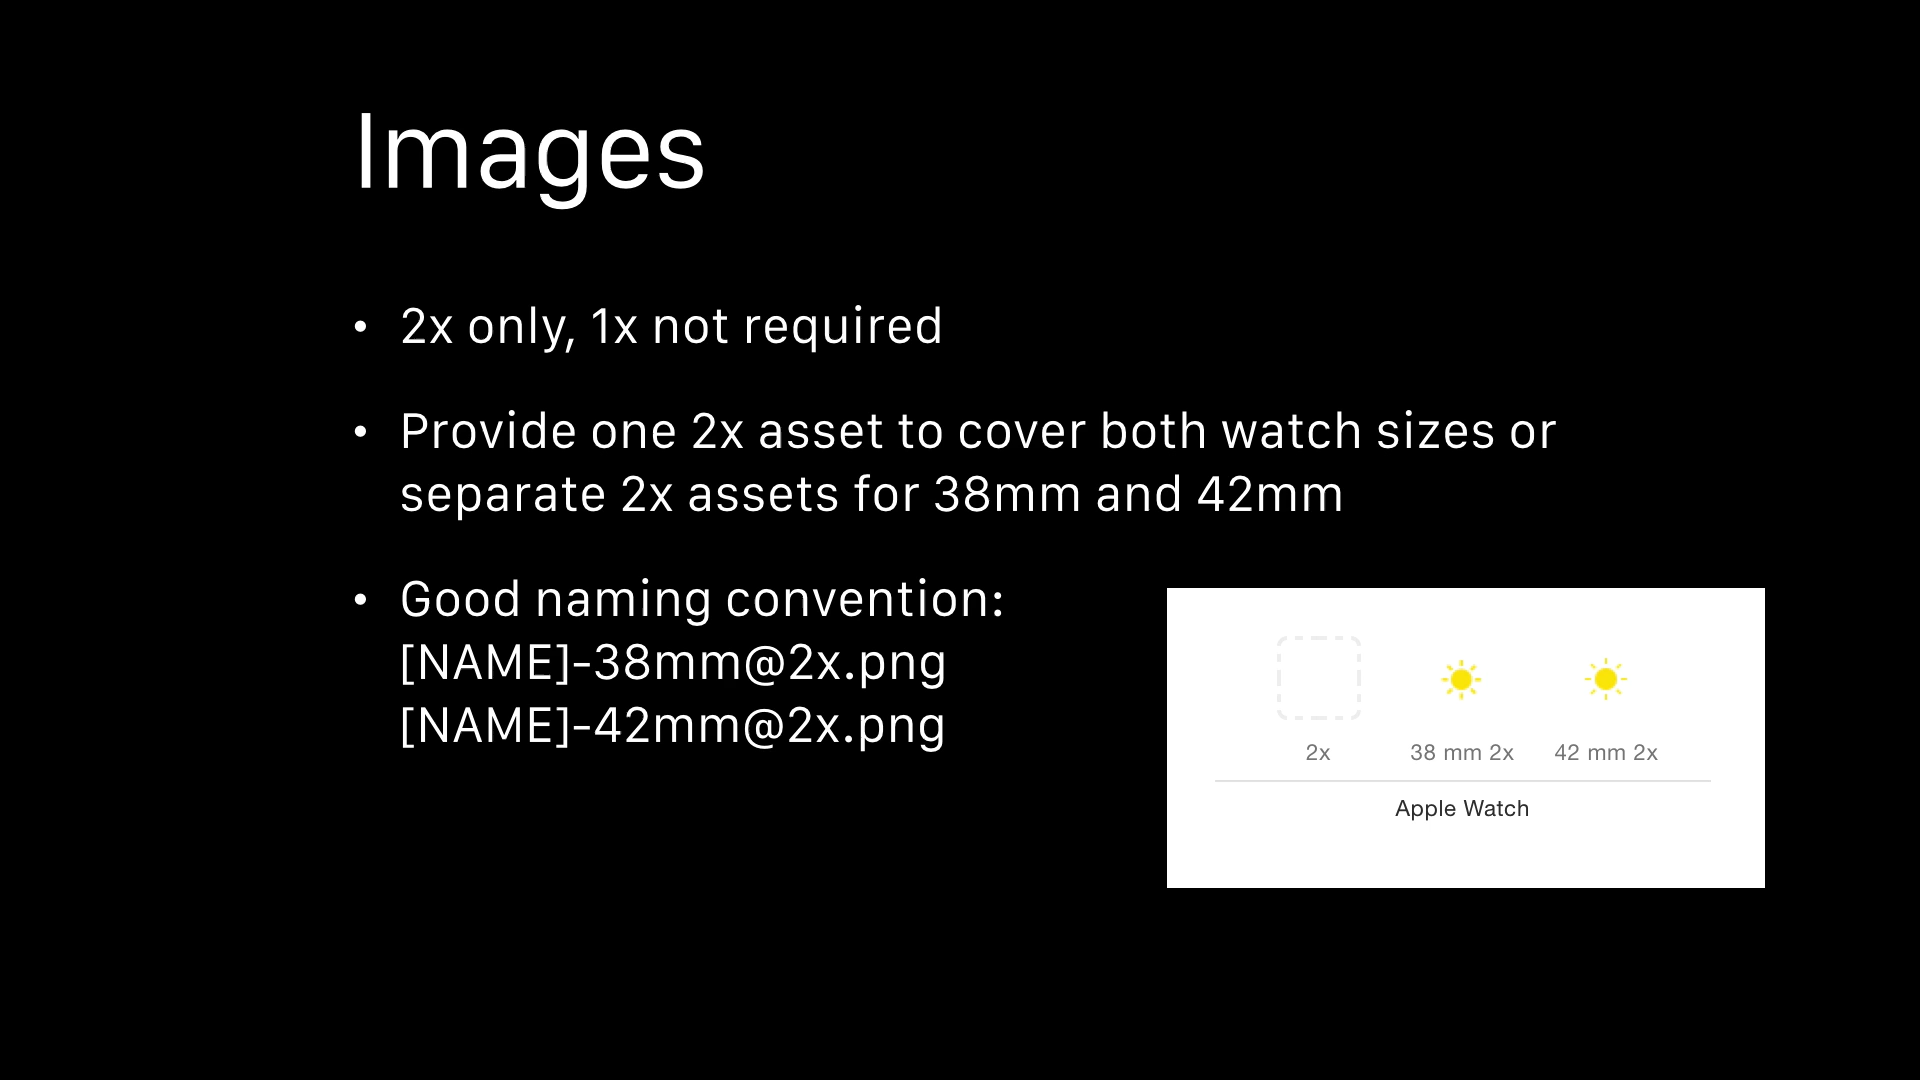 Images
• 2x only, 1x not required
• Provide one 2x asset to cover both watch sizes or
separate 2x assets for 38mm and 42mm
• Good naming convention:
[NAME]-38mm@2x.png
[NAME]-42mm@2x.png
2x 38 mm 2x 42 mm 2x
Apple Watch